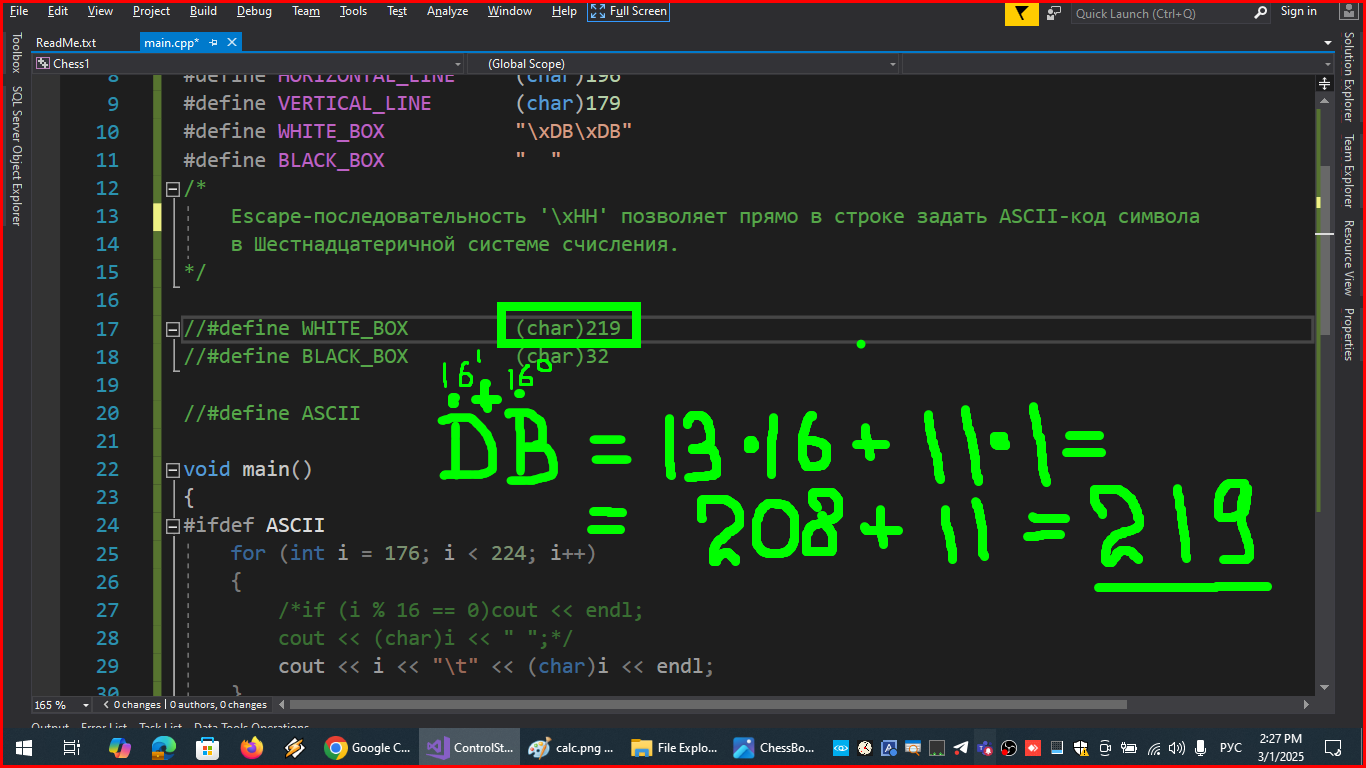 File Edit View Project Build Debug Team Tools Test Analyze Window Help Full Screen Quick Launch (Ctrl+Q) Sign in
ReadMe.txt main.cpp*
Chess1 (Global Scope)
Toolbox
SQL Server Object Explorer
Solution Explorer
Team Explorer
Resource View
Properties
8 #define HORIZONTAL_LINE (char)196
9 #define VERTICAL_LINE (char)179
10 #define WHITE_BOX "\xDB\xDB"
11 #define BLACK_BOX "  "
12 /*
13 Escape-последовательность '\xHH' позволяет прямо в строке задать ASCII-код символа
14 в Шестнадцатеричной системе счисления.
15 */
16
17 //#define WHITE_BOX (char)219
18 //#define BLACK_BOX (char)32
19
20 //#define ASCII
21
22 void main()
23 {
24 #ifdef ASCII
25 for (int i = 176; i < 224; i++)
26 {
27 /*if (i % 16 == 0)cout << endl;
28 cout << (char)i << " ";*/
29 cout << i << "\t" << (char)i << endl;
30 }
16¹ + 16⁰
DB = 13·16 + 11·1 =
= 208 + 11 = 219
165 % 0 changes | 0 authors, 0 changes
Output Error List Task List Data Tools Operations
Google C... ControlSt... calc.png ... File Explo... ChessBo... РУС 2:27 PM
3/1/2025